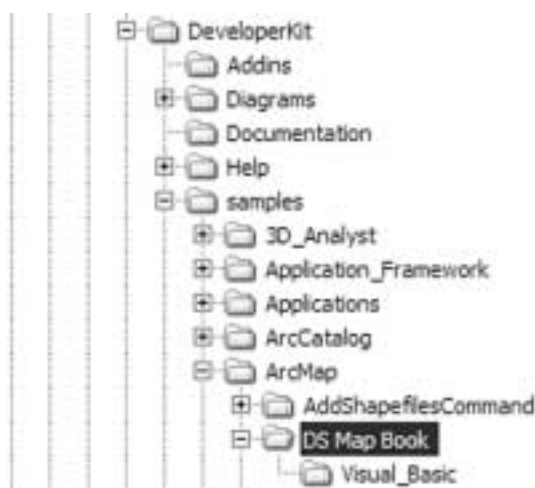 DeveloperKit
Addins
Diagrams
Documentation
Help
samples
3D_Analyst
Application_Framework
Applications
ArcCatalog
ArcMap
AddShapefilesCommand
DS Map Book
Visual_Basic